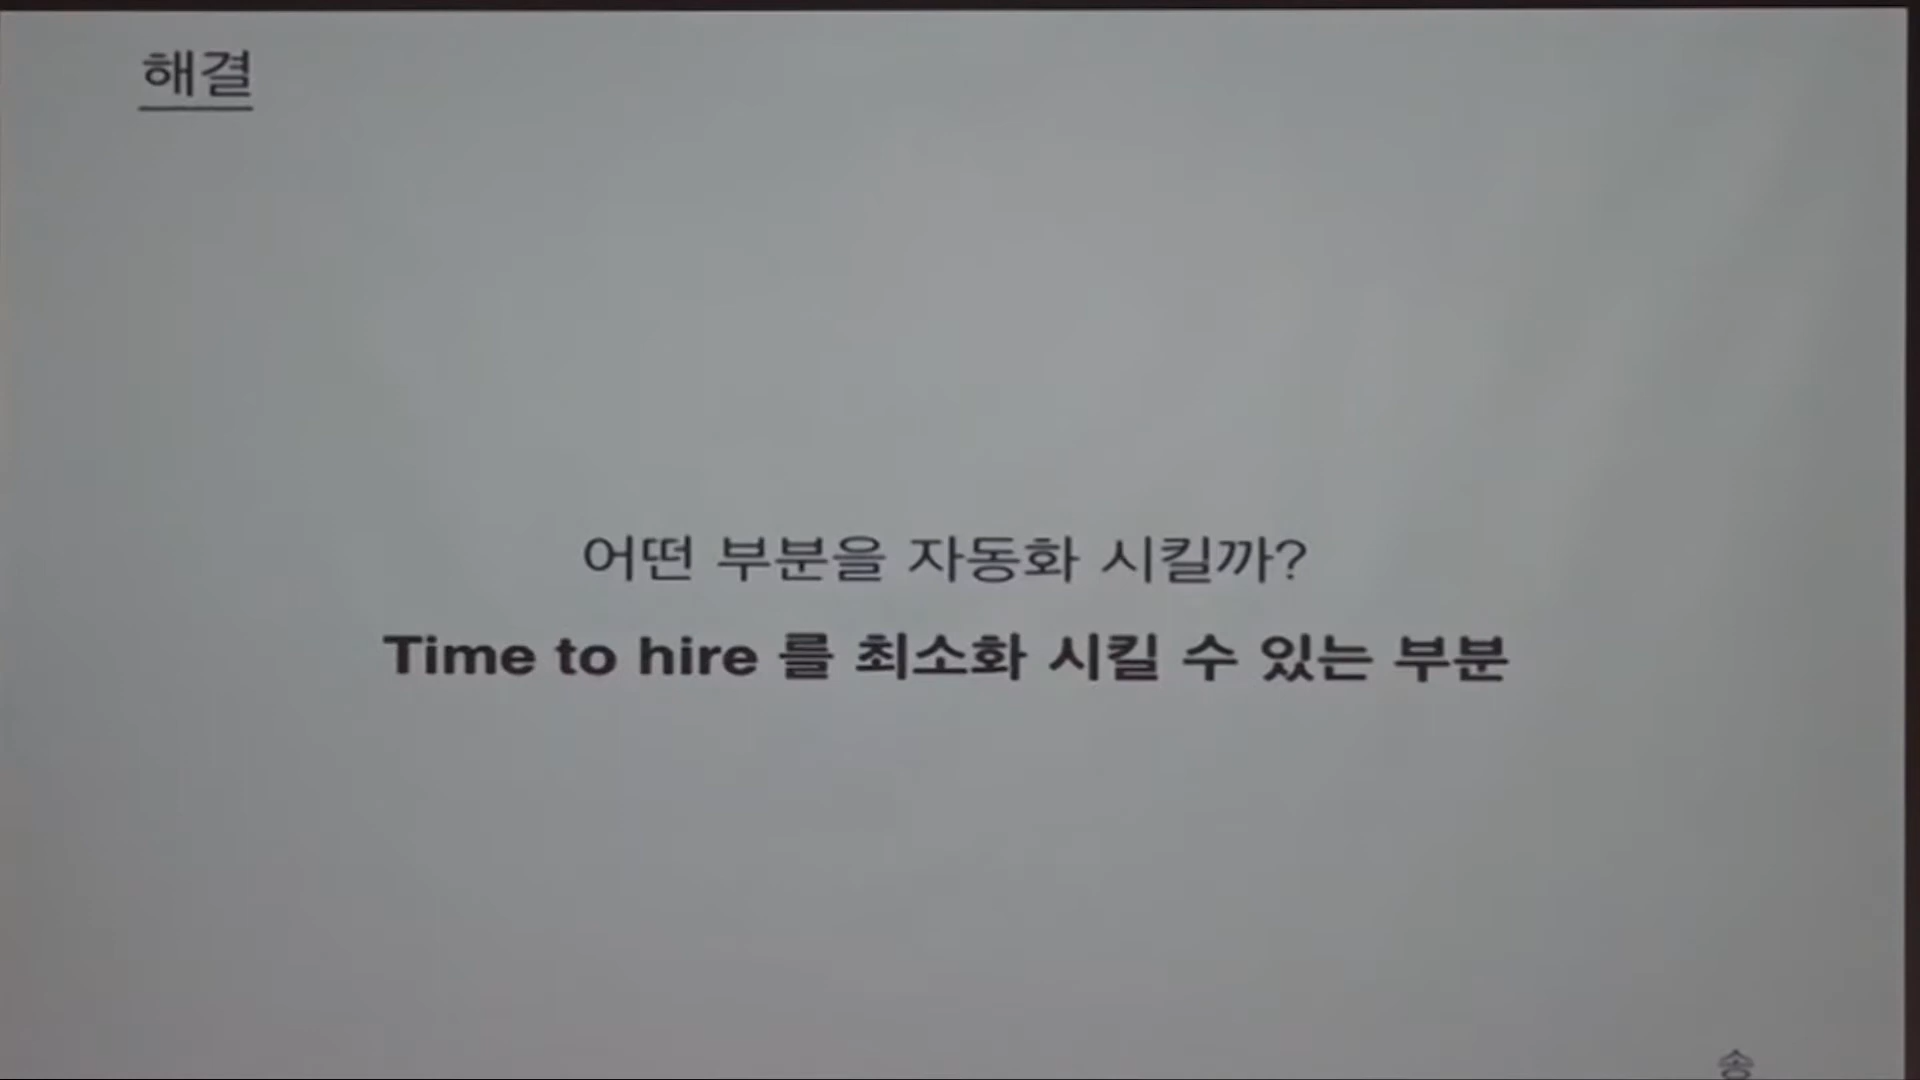 해결
어떤 부분을 자동화 시킬까?
Time to hire 를 최소화 시킬 수 있는 부분
송